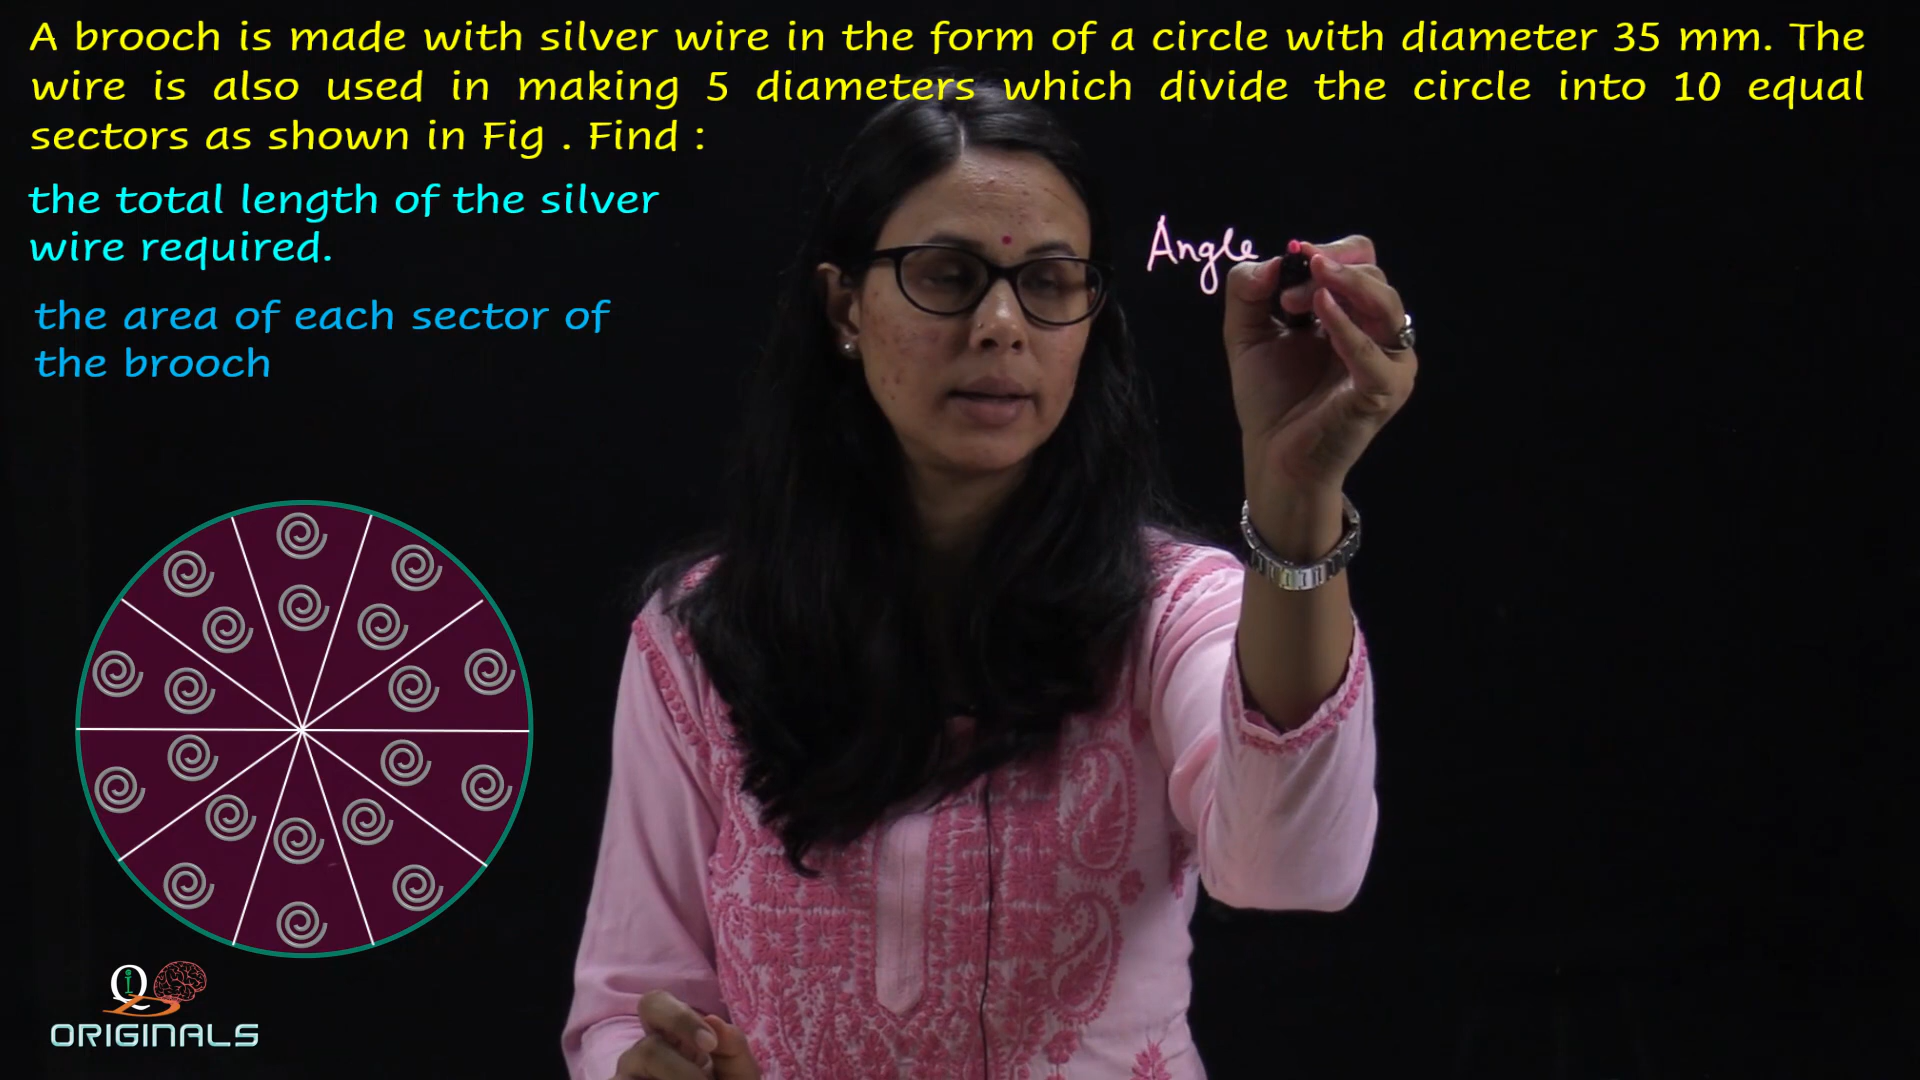 A brooch is made with silver wire in the form of a circle with diameter 35 mm. The
wire is also used in making 5 diameters which divide the circle into 10 equal
sectors as shown in Fig . Find :
the total length of the silver
wire required.
the area of each sector of
the brooch
Angle
QiD
ORIGINALS